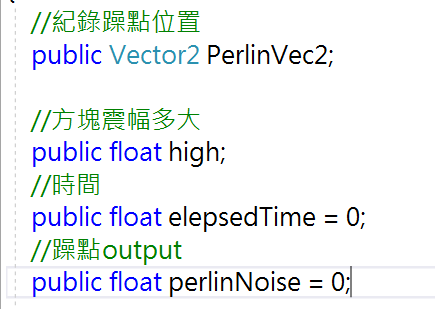 //紀錄躁點位置
public Vector2 PerlinVec2;
//方塊震幅多大
public float high;
//時間
public float elepsedTime = 0;
//躁點output
public float perlinNoise = 0;